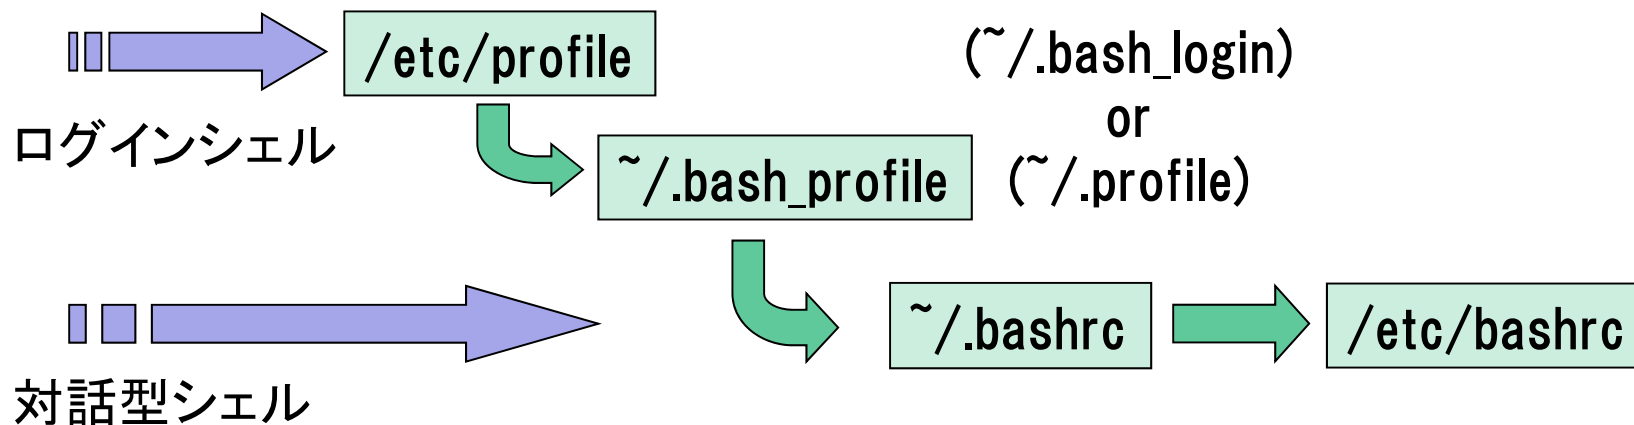 /etc/profile
(~/.bash_login)
or
ログインシェル
~/.bash_profile
(~/.profile)
~/.bashrc
/etc/bashrc
対話型シェル